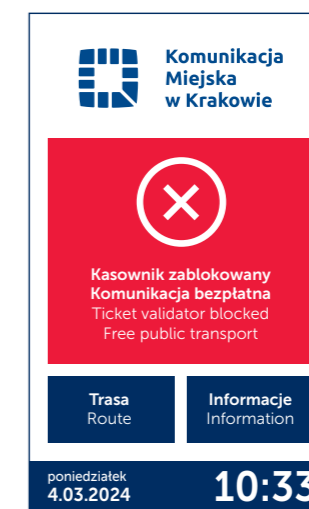 Komunikacja
Miejska
w Krakowie
Kasownik zablokowany
Komunikacja bezpłatna
Ticket validator blocked
Free public transport
Trasa
Route
Informacje
Information
poniedziałek
4.03.2024
10:33